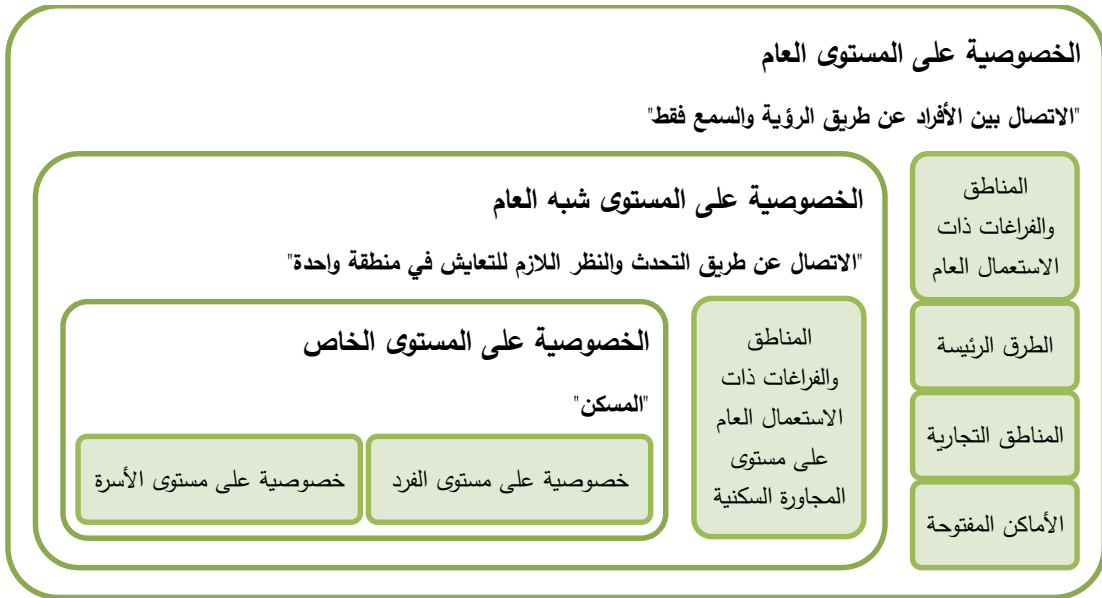 الخصوصية على المستوى العام
"الاتصال بين الأفراد عن طريق الرؤية والسمع فقط"
المناطق
والفراغات ذات
الاستعمال العام
الطرق الرئيسة
المناطق التجارية
الأماكن المفتوحة
الخصوصية على المستوى شبه العام
"الاتصال عن طريق التحدث والنظر اللازم للتعايش في منطقة واحدة"
المناطق
والفراغات ذات
الاستعمال العام
على مستوى
المجاورة السكنية
الخصوصية على المستوى الخاص
"المسكن"
خصوصية على مستوى الفرد
خصوصية على مستوى الأسرة